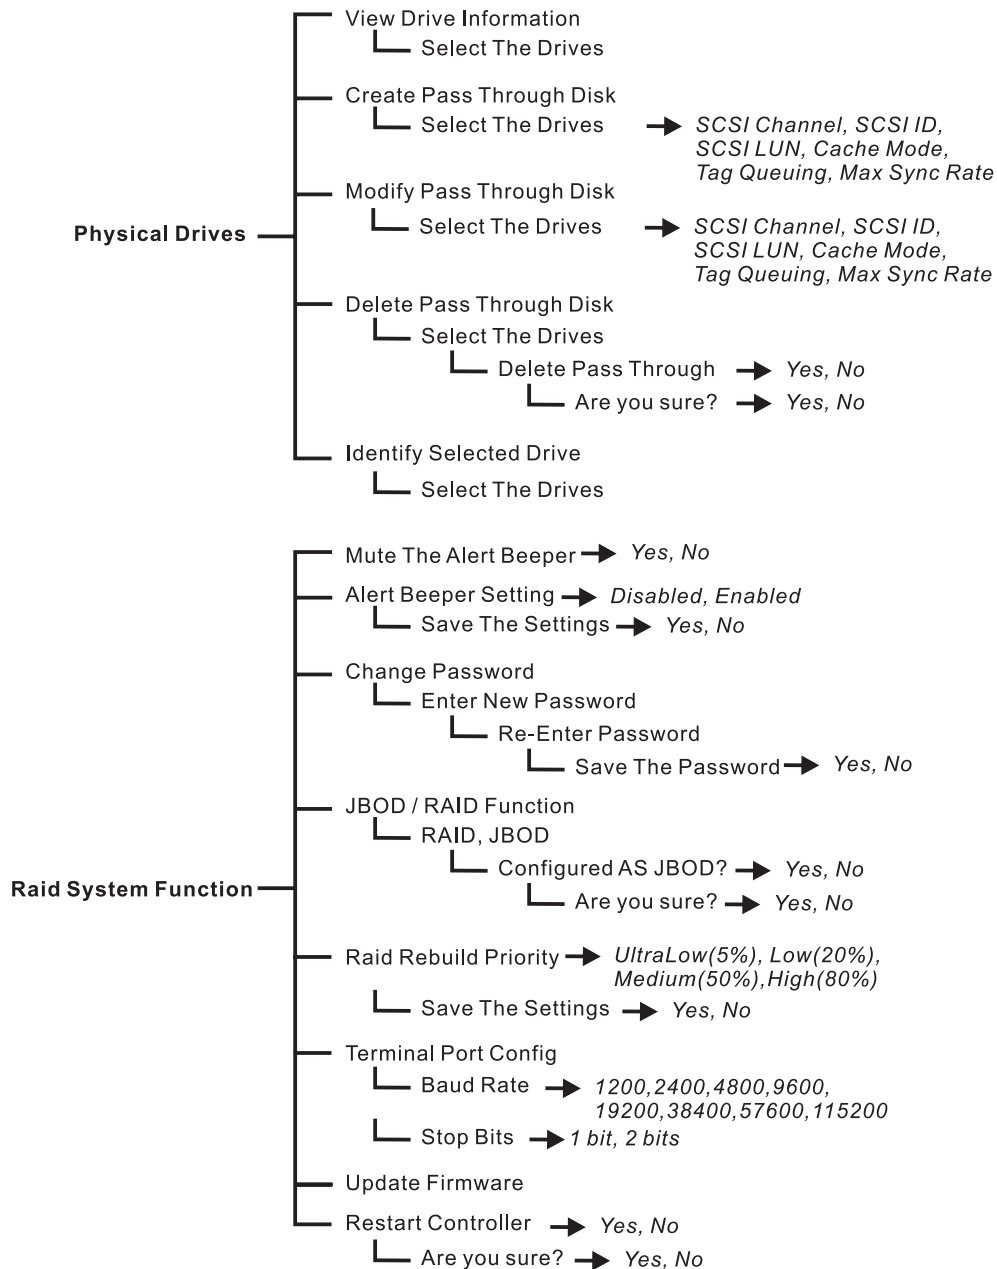 View Drive Information
Select The Drives
Create Pass Through Disk
Select The Drives
SCSI Channel, SCSI ID,
SCSI LUN, Cache Mode,
Tag Queuing, Max Sync Rate
Modify Pass Through Disk
Physical Drives
Select The Drives
SCSI Channel, SCSI ID,
SCSI LUN, Cache Mode,
Tag Queuing, Max Sync Rate
Delete Pass Through Disk
Select The Drives
Delete Pass Through
Yes, No
Are you sure?
Yes, No
Identify Selected Drive
Select The Drives
Mute The Alert Beeper
Yes, No
Alert Beeper Setting
Disabled, Enabled
Save The Settings
Yes, No
Change Password
Enter New Password
Re-Enter Password
Save The Password
Yes, No
JBOD / RAID Function
RAID, JBOD
Configured AS JBOD?
Yes, No
Raid System Function
Are you sure?
Yes, No
Raid Rebuild Priority
UltraLow(5%), Low(20%),
Medium(50%),High(80%)
Save The Settings
Yes, No
Terminal Port Config
Baud Rate
1200,2400,4800,9600,
19200,38400,57600,115200
Stop Bits
1 bit, 2 bits
Update Firmware
Restart Controller
Yes, No
Are you sure?
Yes, No